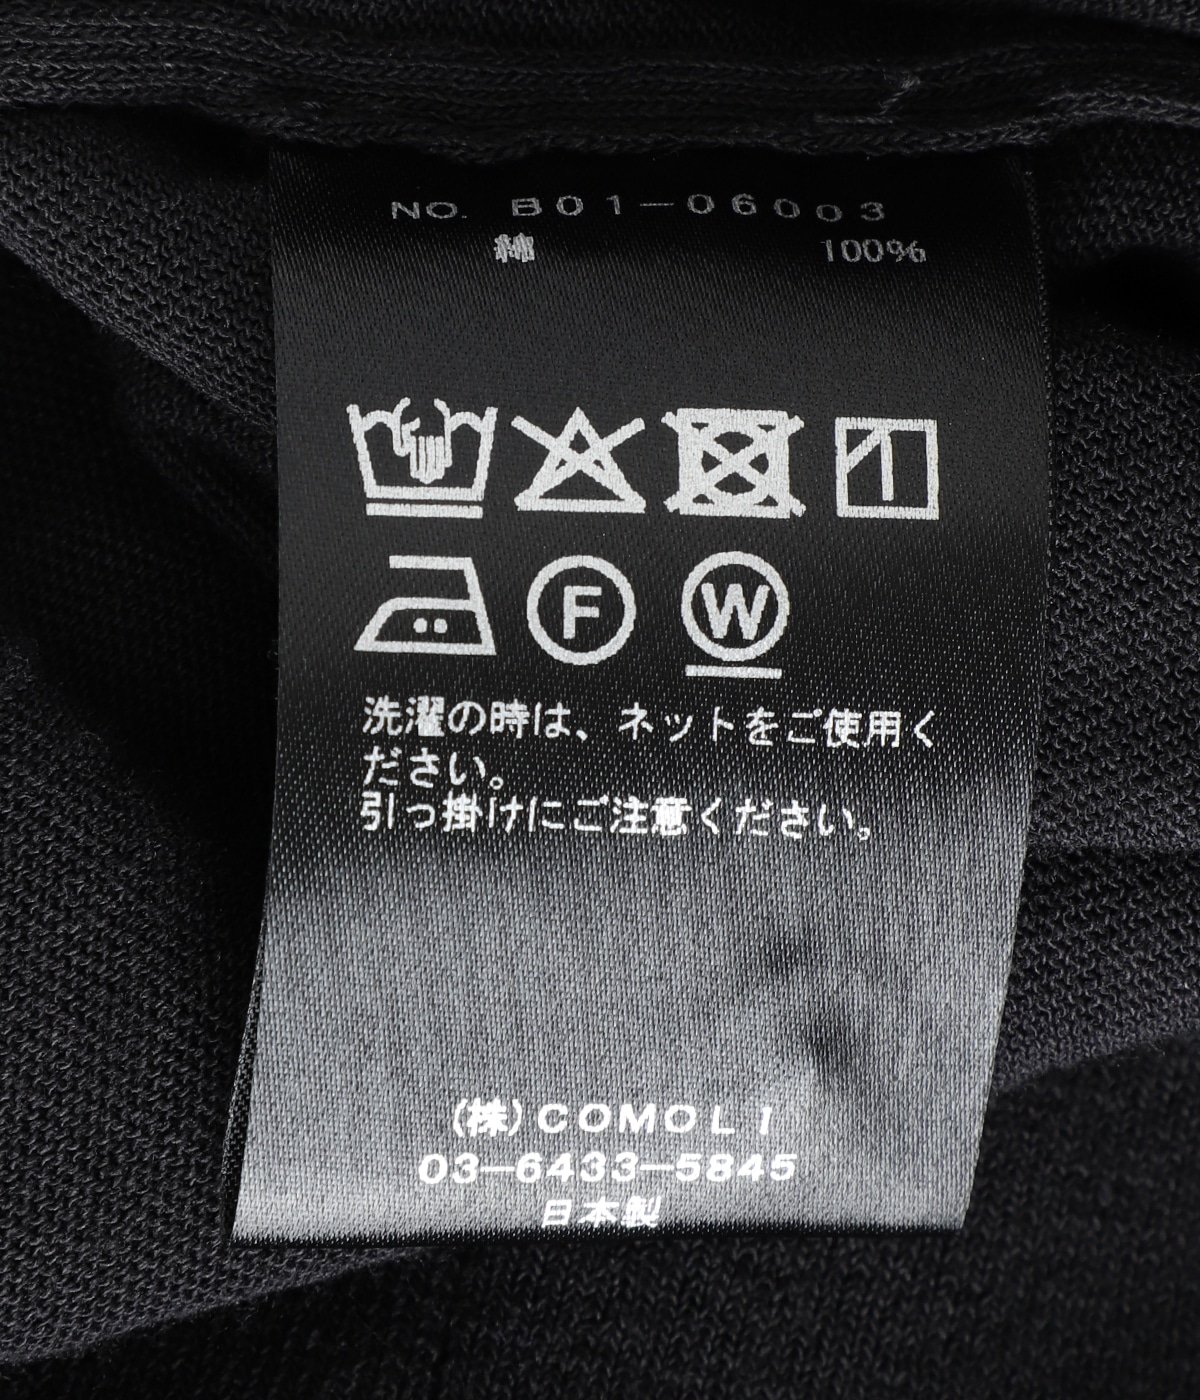 NO. B01-06003
綿 100%
F W
洗濯の時は、ネットをご使用く
ださい。
引っ掛けにご注意ください。
(株)COMOLI
03-6433-5845
日本製